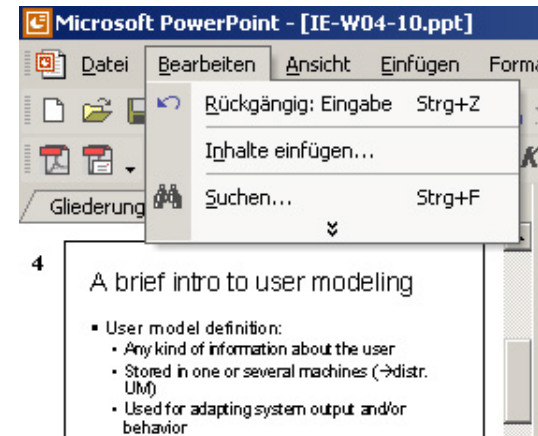 Microsoft PowerPoint - [IE-W04-10.ppt]
Datei Bearbeiten Ansicht Einfügen
Rückgängig: Eingabe Strg+Z
Inhalte einfügen...
K
Suchen... Strg+F
Gliederung
4
A brief intro to user modeling
▪ User model definition:
• Any kind of information about the user
• Stored in one or several machines (→distr.
UM)
• Used for adapting system output and/or
behavior